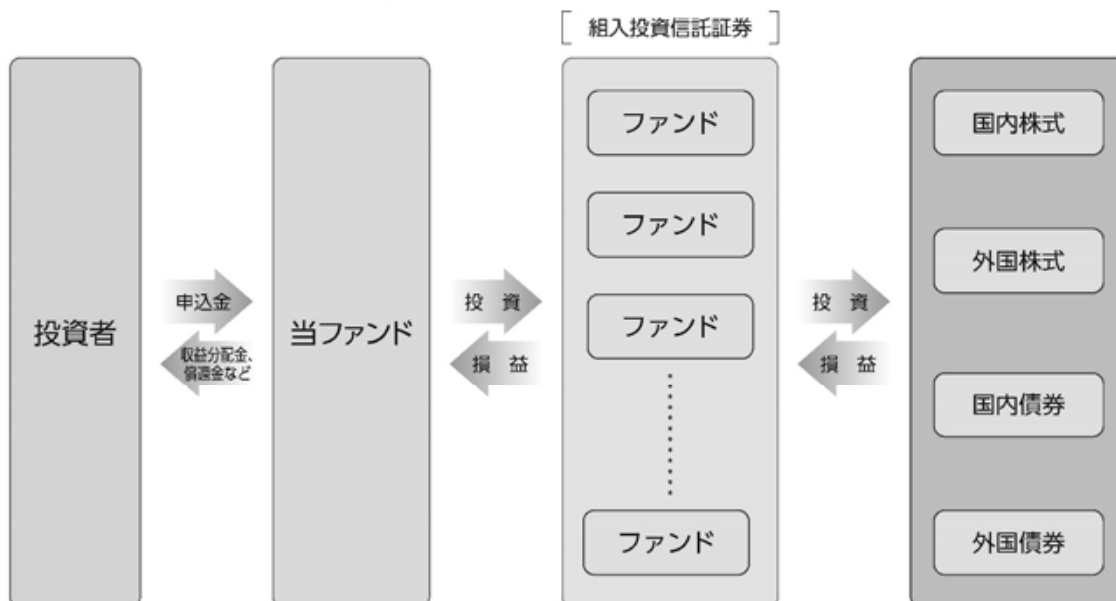 [ 組入投資信託証券 ]
投資者
申込金
収益分配金、
償還金など
当ファンド
投 資
損 益
ファンド
ファンド
ファンド
ファンド
投 資
損 益
国内株式
外国株式
国内債券
外国債券